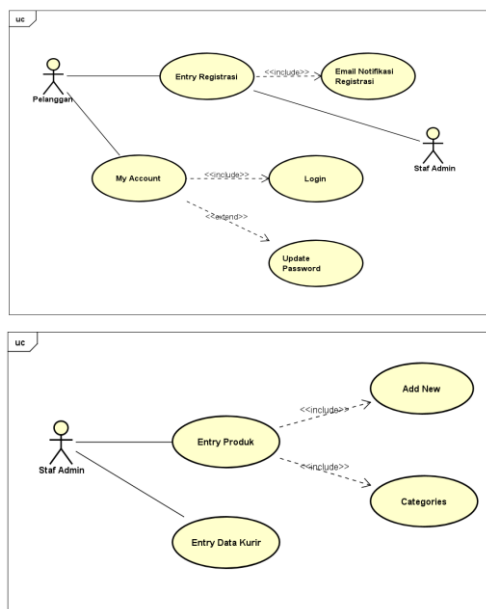 uc
Pelanggan
Entry Registrasi
<<include>>
Email Notifikasi
Registrasi
Staf Admin
My Account
<<include>>
Login
<<extend>>
Update
Password
uc
Staf Admin
Entry Produk
<<include>>
Add New
<<include>>
Categories
Entry Data Kurir